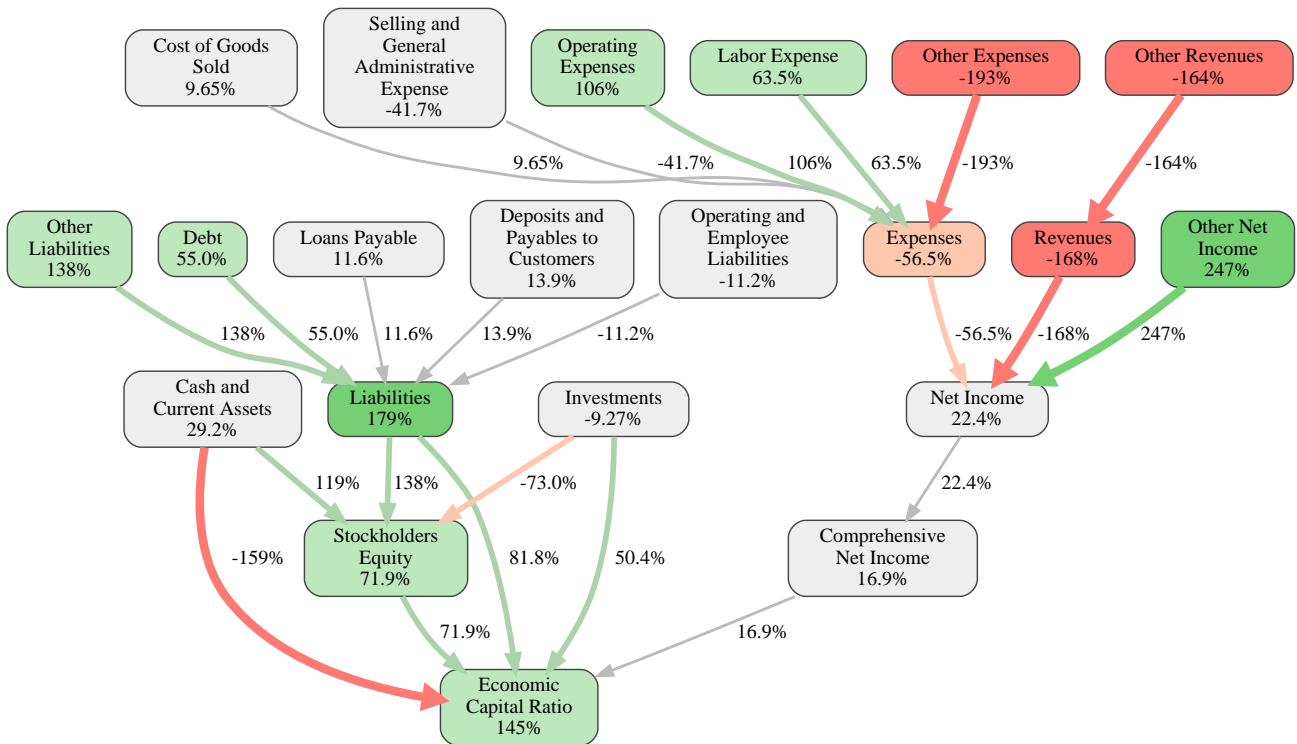 Cost of Goods
Sold
9.65%
Selling and
General
Administrative
Expense
-41.7%
Operating
Expenses
106%
Labor Expense
63.5%
Other Expenses
-193%
Other Revenues
-164%
9.65%
-41.7%
106%
63.5%
-193%
-164%
Other
Liabilities
138%
Debt
55.0%
Loans Payable
11.6%
Deposits and
Payables to
Customers
13.9%
Operating and
Employee
Liabilities
-11.2%
Expenses
-56.5%
Revenues
-168%
Other Net
Income
247%
138%
55.0%
11.6%
13.9%
-11.2%
-56.5%
-168%
247%
Cash and
Current Assets
29.2%
Liabilities
179%
Investments
-9.27%
Net Income
22.4%
119%
138%
-73.0%
22.4%
Stockholders
Equity
71.9%
Comprehensive
Net Income
16.9%
-159%
81.8%
50.4%
71.9%
16.9%
Economic
Capital Ratio
145%